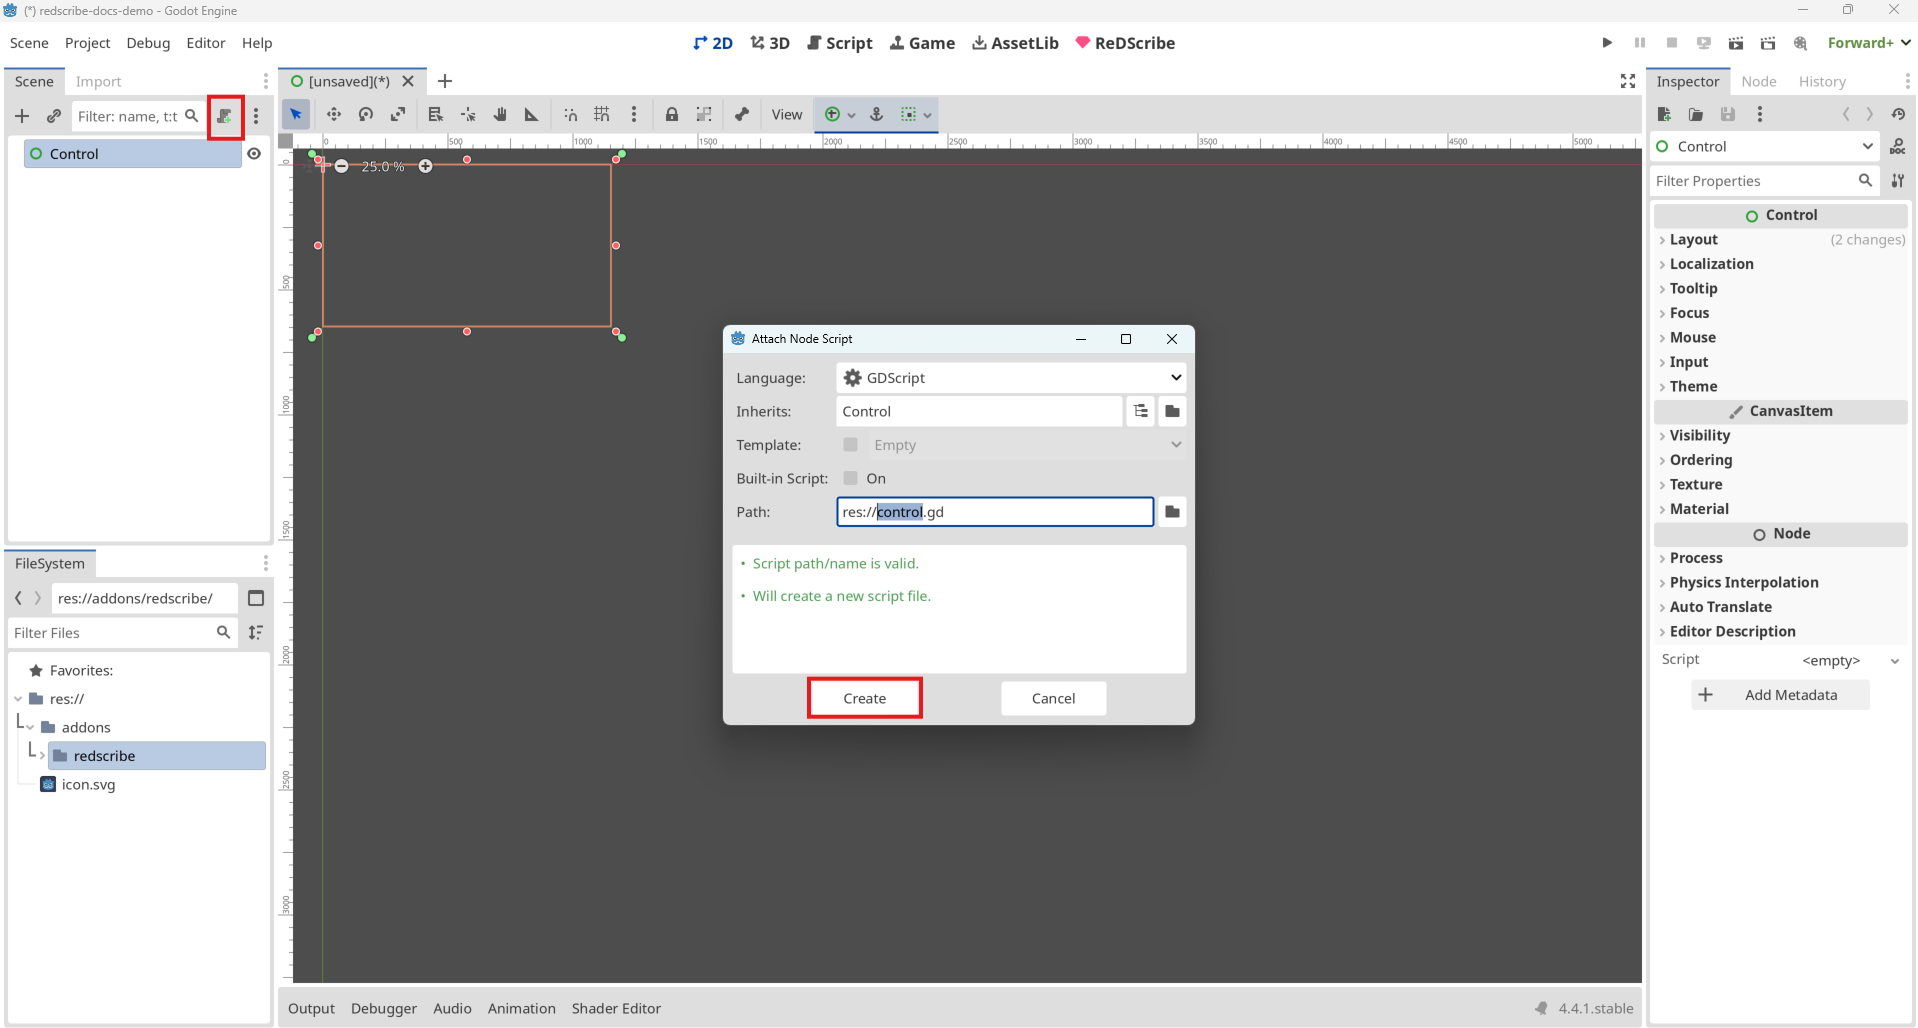 (*) redscribe-docs-demo - Godot Engine
Scene Project Debug Editor Help
2D 3D Script Game AssetLib ReDScribe
Forward+
Scene Import
[unsaved](*)
Inspector Node History
Filter: name, t:t
View
Control
Control
DOC
Filter Properties
0 500 1000 1500 2000 2500 3000 3500 4000 4500 5000
0
500
1000
1500
2000
2500
3000
25.0 %
Control
Layout (2 changes)
Localization
Tooltip
Focus
Mouse
Input
Theme
CanvasItem
Visibility
Ordering
Texture
Material
Node
Process
Physics Interpolation
Auto Translate
Editor Description
Script <empty>
Add Metadata
Attach Node Script
Language: GDScript
Inherits: Control
Template: Empty
Built-in Script: On
Path: res://control.gd
• Script path/name is valid.
• Will create a new script file.
Create Cancel
FileSystem
res://addons/redscribe/
Filter Files
Favorites:
res://
addons
redscribe
icon.svg
Output Debugger Audio Animation Shader Editor
4.4.1.stable